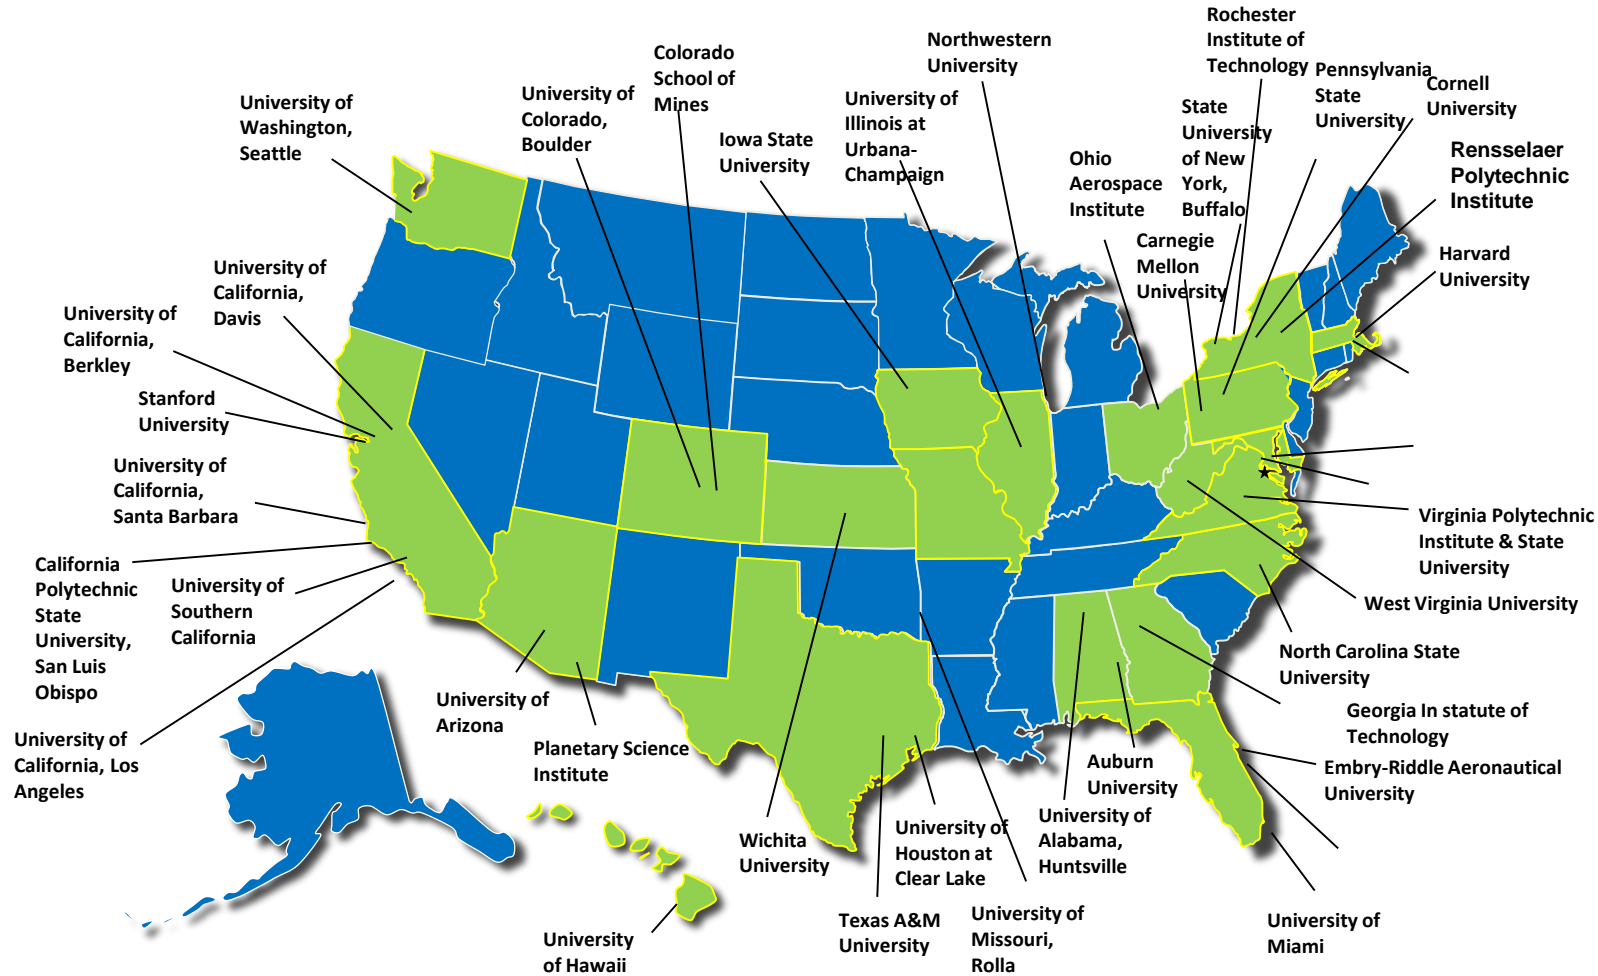 Rochester
Institute of
Technology
Northwestern
University
Colorado
School of
Mines
Pennsylvania
State
University
Cornell
University
University of
Washington,
Seattle
University of
Colorado,
Boulder
Iowa State
University
University of
Illinois at
Urbana-
Champaign
State
University
of New
York,
Buffalo
Ohio
Aerospace
Institute
Rensselaer
Polytechnic
Institute
Carnegie
Mellon
University
Harvard
University
University of
California,
Davis
University of
California,
Berkley
Stanford
University
University of
California,
Santa Barbara
California
Polytechnic
State
University,
San Luis
Obispo
University of
Southern
California
University of
California, Los
Angeles
University of
Arizona
Planetary Science
Institute
University
of Hawaii
Wichita
University
Texas A&M
University
University of
Houston at
Clear Lake
University of
Missouri,
Rolla
University of
Alabama,
Huntsville
Auburn
University
Virginia Polytechnic
Institute & State
University
West Virginia University
North Carolina State
University
Georgia In statute of
Technology
Embry-Riddle Aeronautical
University
University of
Miami